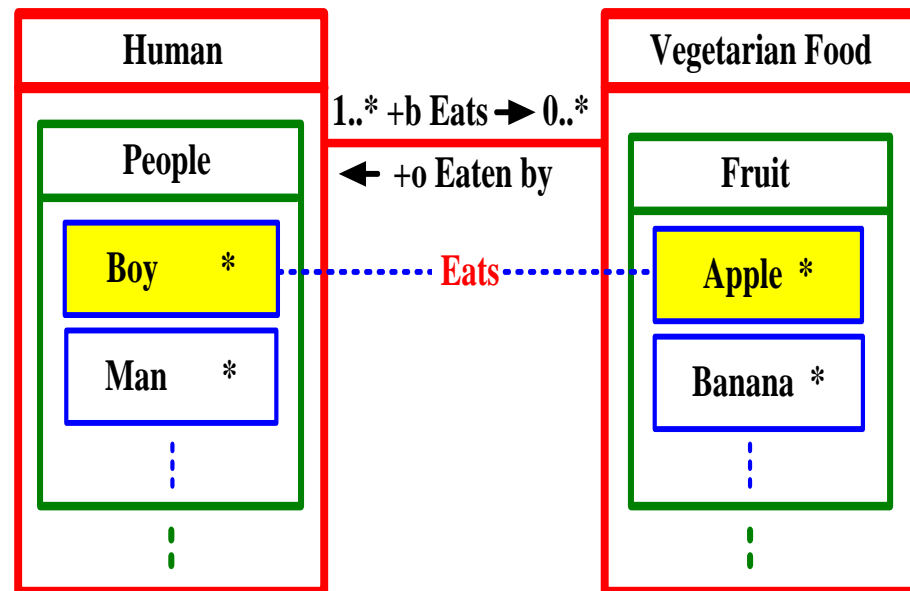 Human
Vegetarian Food
1..* +b Eats → 0..*
← +o Eaten by
People
Fruit
Boy *
Eats
Apple *
Man *
Banana *